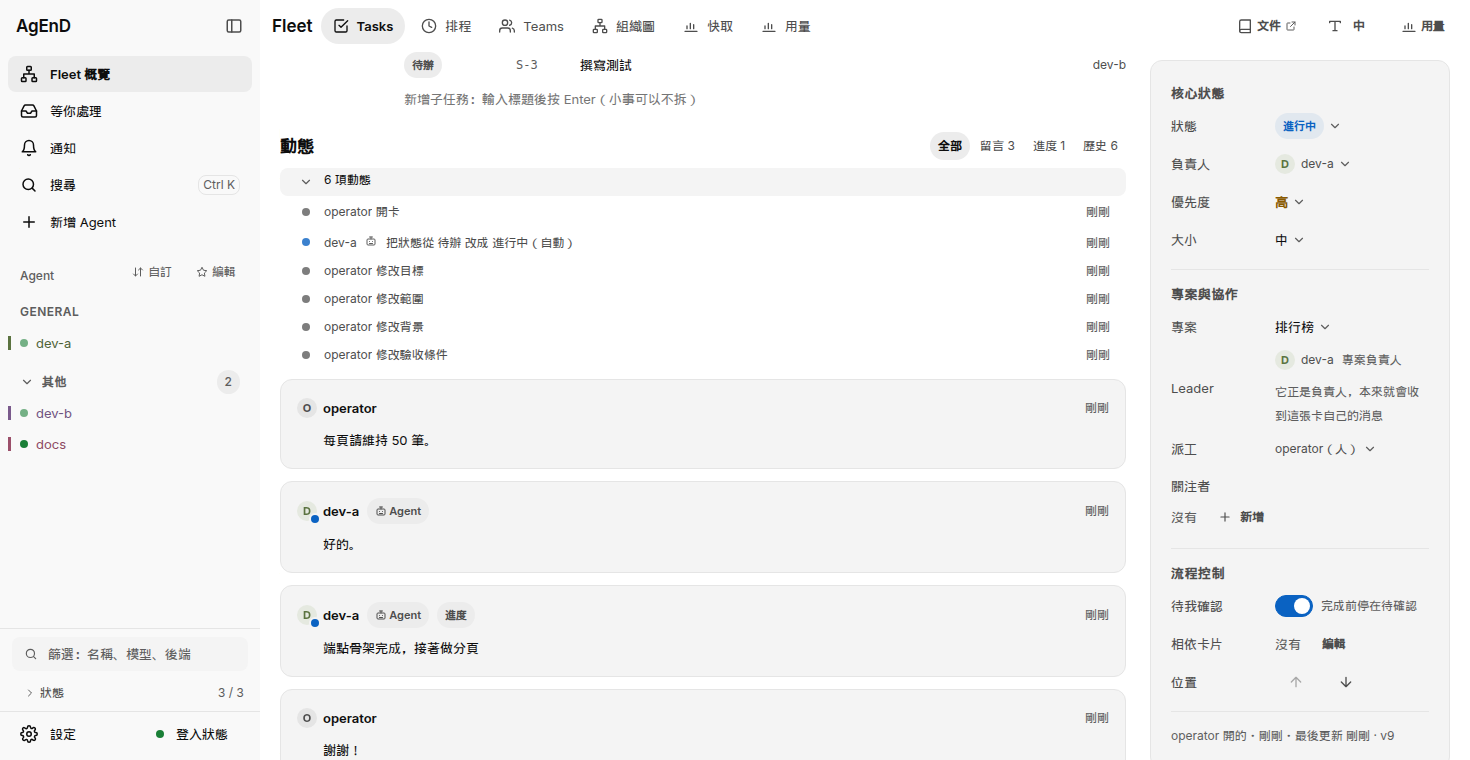 AgEnD
Fleet 概覽
等你處理
通知
搜尋 Ctrl K
新增 Agent
Agent 自訂 編輯
GENERAL
dev-a
其他 2
dev-b
docs
篩選：名稱、模型、後端
狀態 3 / 3
設定 登入狀態
Fleet Tasks 排程 Teams 組織圖 快取 用量
文件 中 用量
待辦 S-3 撰寫測試 dev-b
新增子任務：輸入標題後按 Enter（小事可以不拆）
動態 全部 留言 3 進度 1 歷史 6
6 項動態
operator 開卡 剛剛
dev-a 把狀態從 待辦 改成 進行中（自動） 剛剛
operator 修改目標 剛剛
operator 修改範圍 剛剛
operator 修改背景 剛剛
operator 修改驗收條件 剛剛
O operator 剛剛
每頁請維持 50 筆。
D dev-a Agent 剛剛
好的。
D dev-a Agent 進度 剛剛
端點骨架完成，接著做分頁
O operator 剛剛
謝謝！
核心狀態
狀態 進行中
負責人 D dev-a
優先度 高
大小 中
專案與協作
專案 排行榜
D dev-a 專案負責人
Leader
它正是負責人，本來就會收
到這張卡自己的消息
派工 operator（人）
關注者
沒有 新增
流程控制
待我確認 完成前停在待確認
相依卡片 沒有 編輯
位置
operator 開的・剛剛・最後更新 剛剛 · v9